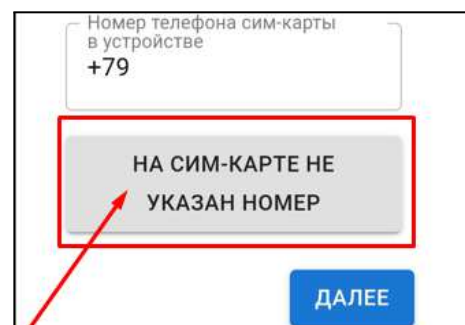 Номер телефона сим-карты
в устройстве
+79
НА СИМ-КАРТЕ НЕ
УКАЗАН НОМЕР
ДАЛЕЕ